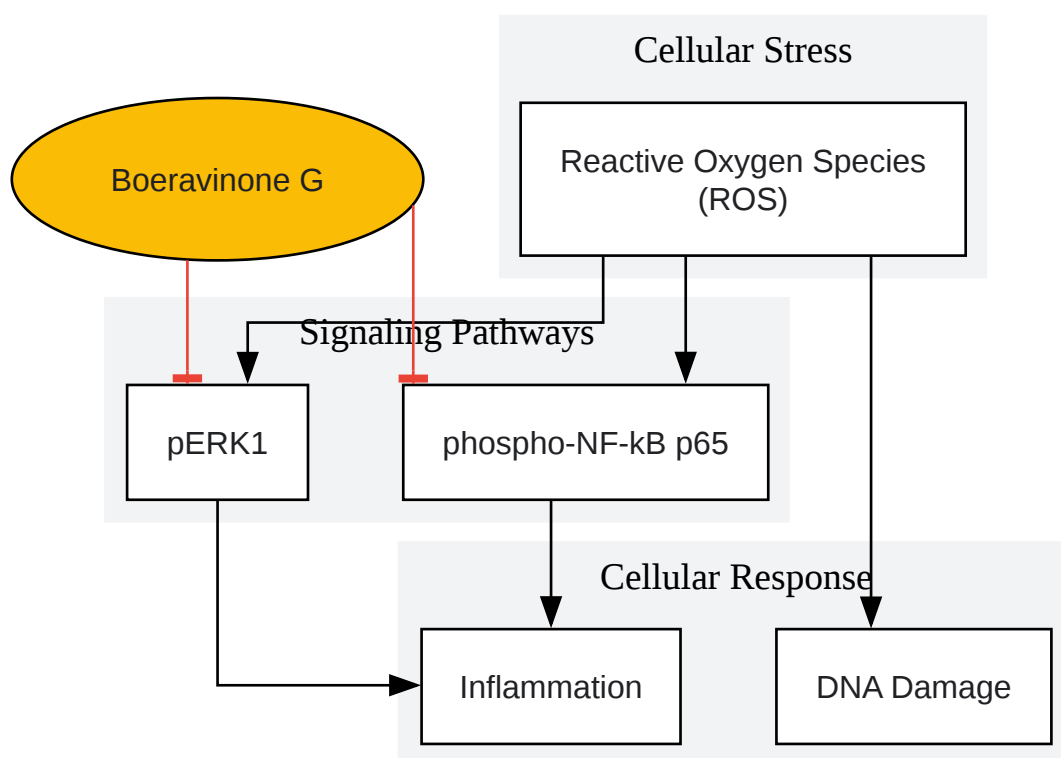 Cellular Stress
Boeravinone G
Reactive Oxygen Species
(ROS)
Signaling Pathways
pERK1
phospho-NF-kB p65
Cellular Response
Inflammation
DNA Damage